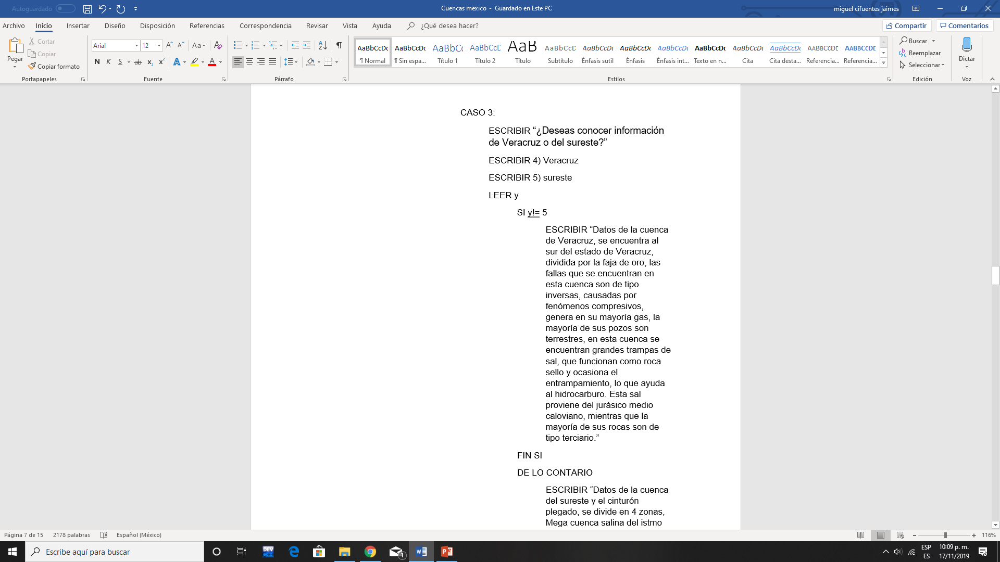 Autoguardado
Cuencas mexico - Guardado en Este PC
miguel cifuentes jaimes
Archivo Inicio Insertar Diseño Disposición Referencias Correspondencia Revisar Vista Ayuda ¿Qué desea hacer? Compartir Comentarios
Pegar
Cortar
Copiar
Copiar formato
Portapapeles
Arial 12
Fuente
Párrafo
AaBbCcDc AaBbCcDc AaBbCc AaBbCcD AaB AaBbCcD AaBbCcDc AaBbCcDc AaBbCcDc AaBbCcDc AaBbCcDc AaBbCcDc AABBCCDE AABBCCDE
¶ Normal ¶ Sin espa... Título 1 Título 2 Título Subtítulo Énfasis sutil Énfasis Énfasis int... Texto en n... Cita Cita desta... Referencia... Referencia...
Estilos
Buscar
Reemplazar
Seleccionar
Edición
Dictar
Voz
CASO 3:
ESCRIBIR “¿Deseas conocer información
de Veracruz o del sureste?”
ESCRIBIR 4) Veracruz
ESCRIBIR 5) sureste
LEER y
SI y!= 5
ESCRIBIR “Datos de la cuenca
de Veracruz, se encuentra al
sur del estado de Veracruz,
dividida por la faja de oro, las
fallas que se encuentran en
esta cuenca son de tipo
inversas, causadas por
fenómenos compresivos,
genera en su mayoría gas, la
mayoría de sus pozos son
terrestres, en esta cuenca se
encuentran grandes trampas de
sal, que funcionan como roca
sello y ocasiona el
entrampamiento, lo que ayuda
al hidrocarburo. Esta sal
proviene del jurásico medio
caloviano, mientras que la
mayoría de sus rocas son de
tipo terciario.”
FIN SI
DE LO CONTARIO
ESCRIBIR “Datos de la cuenca
del sureste y el cinturón
plegado, se divide en 4 zonas,
Mega cuenca salina del istmo
Página 7 de 15 2178 palabras Español (México) 116%
Escribe aquí para buscar
ESP
ES
10:09 p. m.
17/11/2019